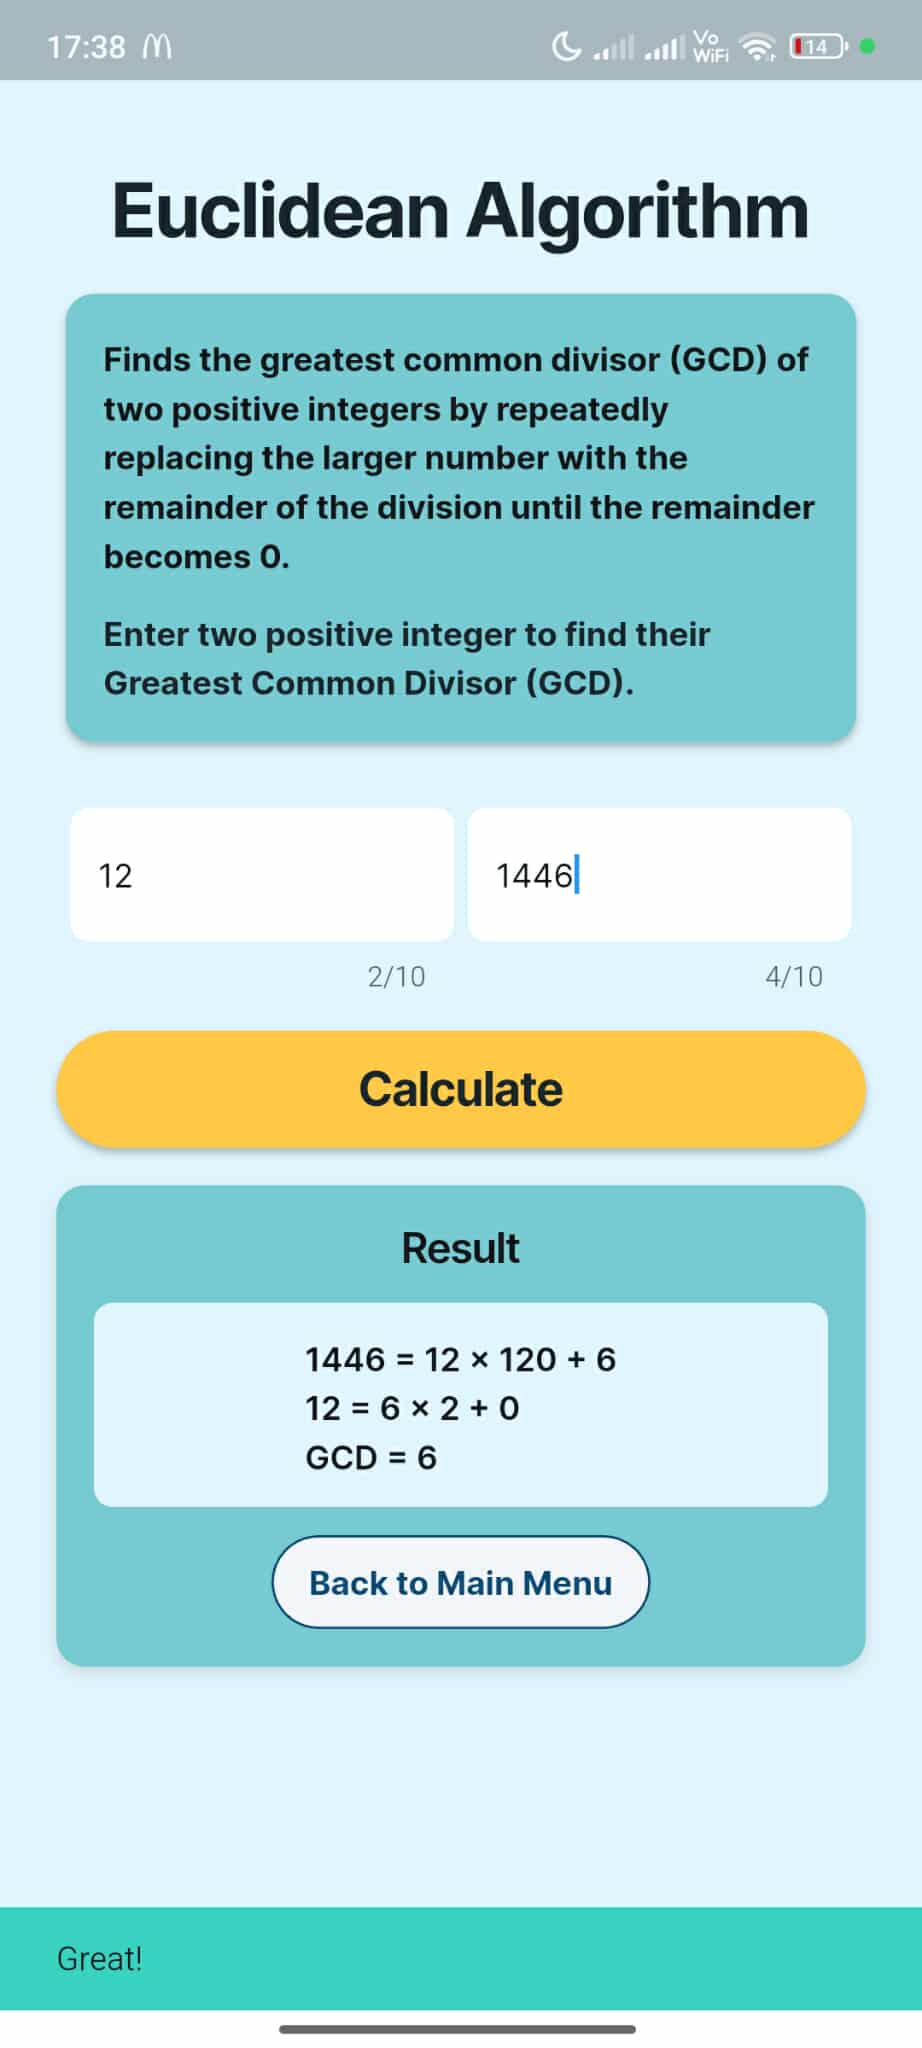 17:38
Vo
WiFi
14
Euclidean Algorithm
Finds the greatest common divisor (GCD) of
two positive integers by repeatedly
replacing the larger number with the
remainder of the division until the remainder
becomes 0.
Enter two positive integer to find their
Greatest Common Divisor (GCD).
12
1446
2/10
4/10
Calculate
Result
1446 = 12 × 120 + 6
12 = 6 × 2 + 0
GCD = 6
Back to Main Menu
Great!